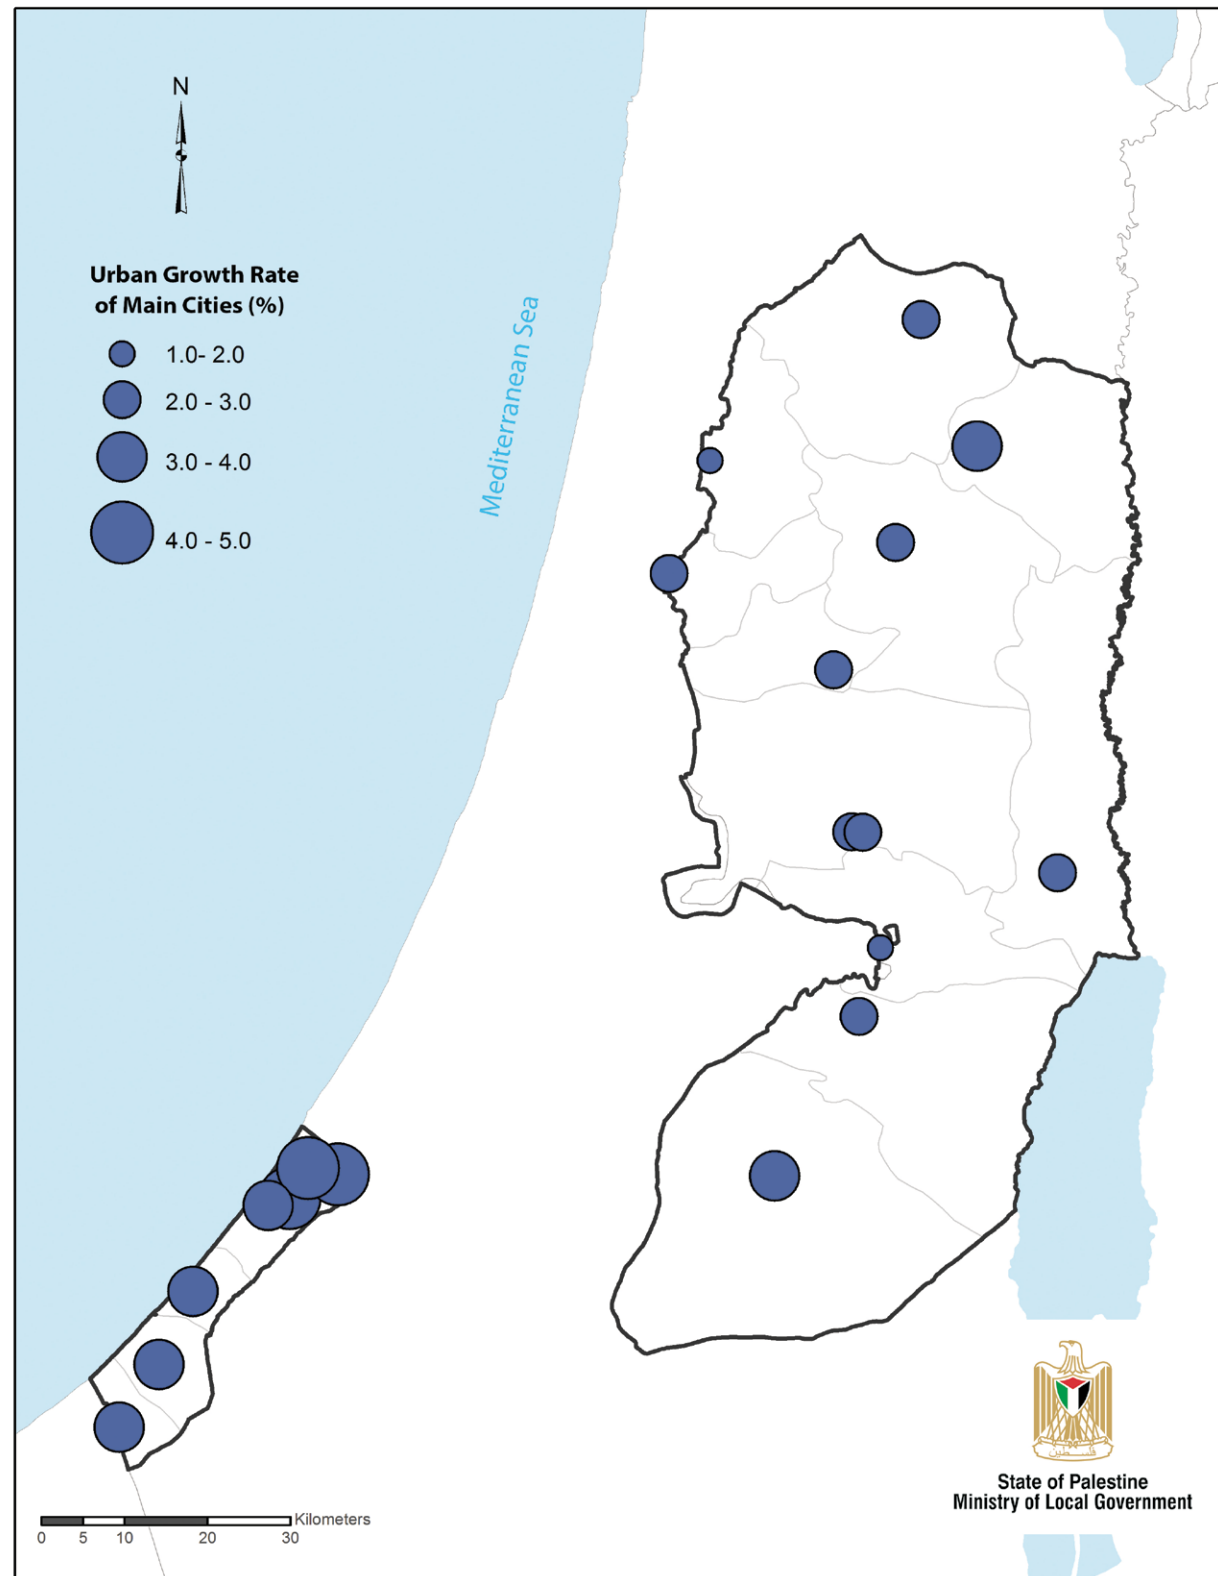 N
Urban Growth Rate
of Main Cities (%)
1.0- 2.0
2.0 - 3.0
3.0 - 4.0
4.0 - 5.0
Mediterranean Sea
فلسطين
State of Palestine
Ministry of Local Government
Kilometers
0 5 10 20 30